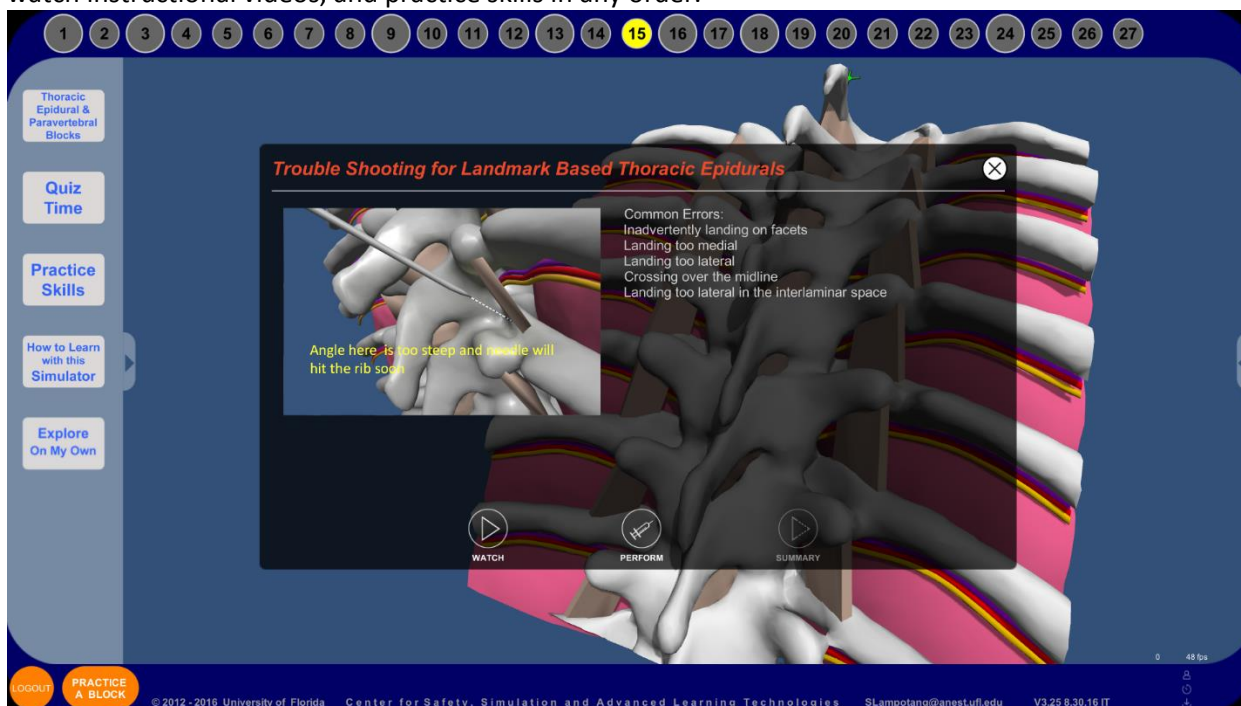 watch instructional videos, and practice skills in any order.
1 2 3 4 5 6 7 8 9 10 11 12 13 14 15 16 17 18 19 20 21 22 23 24 25 26 27
Thoracic
Epidural &
Paravertebral
Blocks
Quiz
Time
Practice
Skills
How to Learn
with this
Simulator
Explore
On My Own
Trouble Shooting for Landmark Based Thoracic Epidurals
Angle here is too steep and needle will
hit the rib soon
Common Errors:
Inadvertently landing on facets
Landing too medial
Landing too lateral
Crossing over the midline
Landing too lateral in the interlaminar space
WATCH
PERFORM
SUMMARY
0 48 fps
LOGOUT
PRACTICE
A BLOCK
© 2012 - 2016 University of Florida Center for Safety, Simulation and Advanced Learning Technologies SLampotang@anest.ufl.edu V3.25 8.30.16 IT